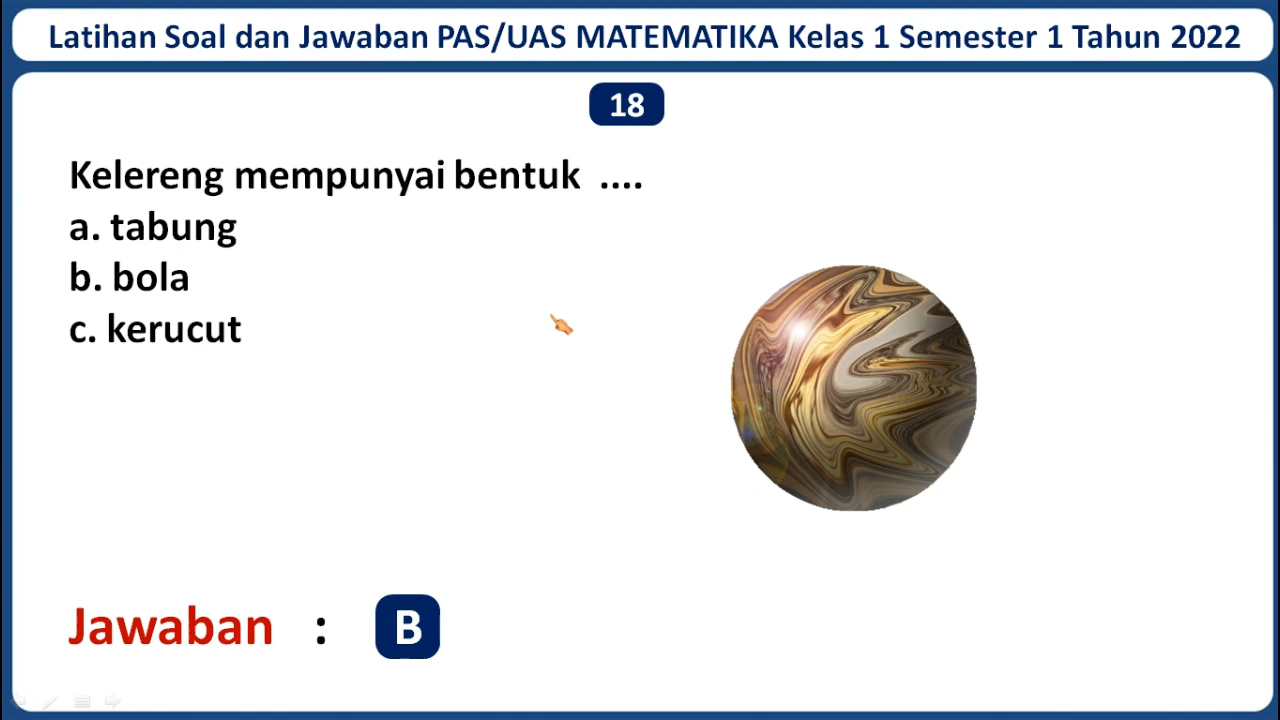 Latihan Soal dan Jawaban PAS/UAS MATEMATIKA Kelas 1 Semester 1 Tahun 2022
18
Kelereng mempunyai bentuk ....
a. tabung
b. bola
c. kerucut
Jawaban : B